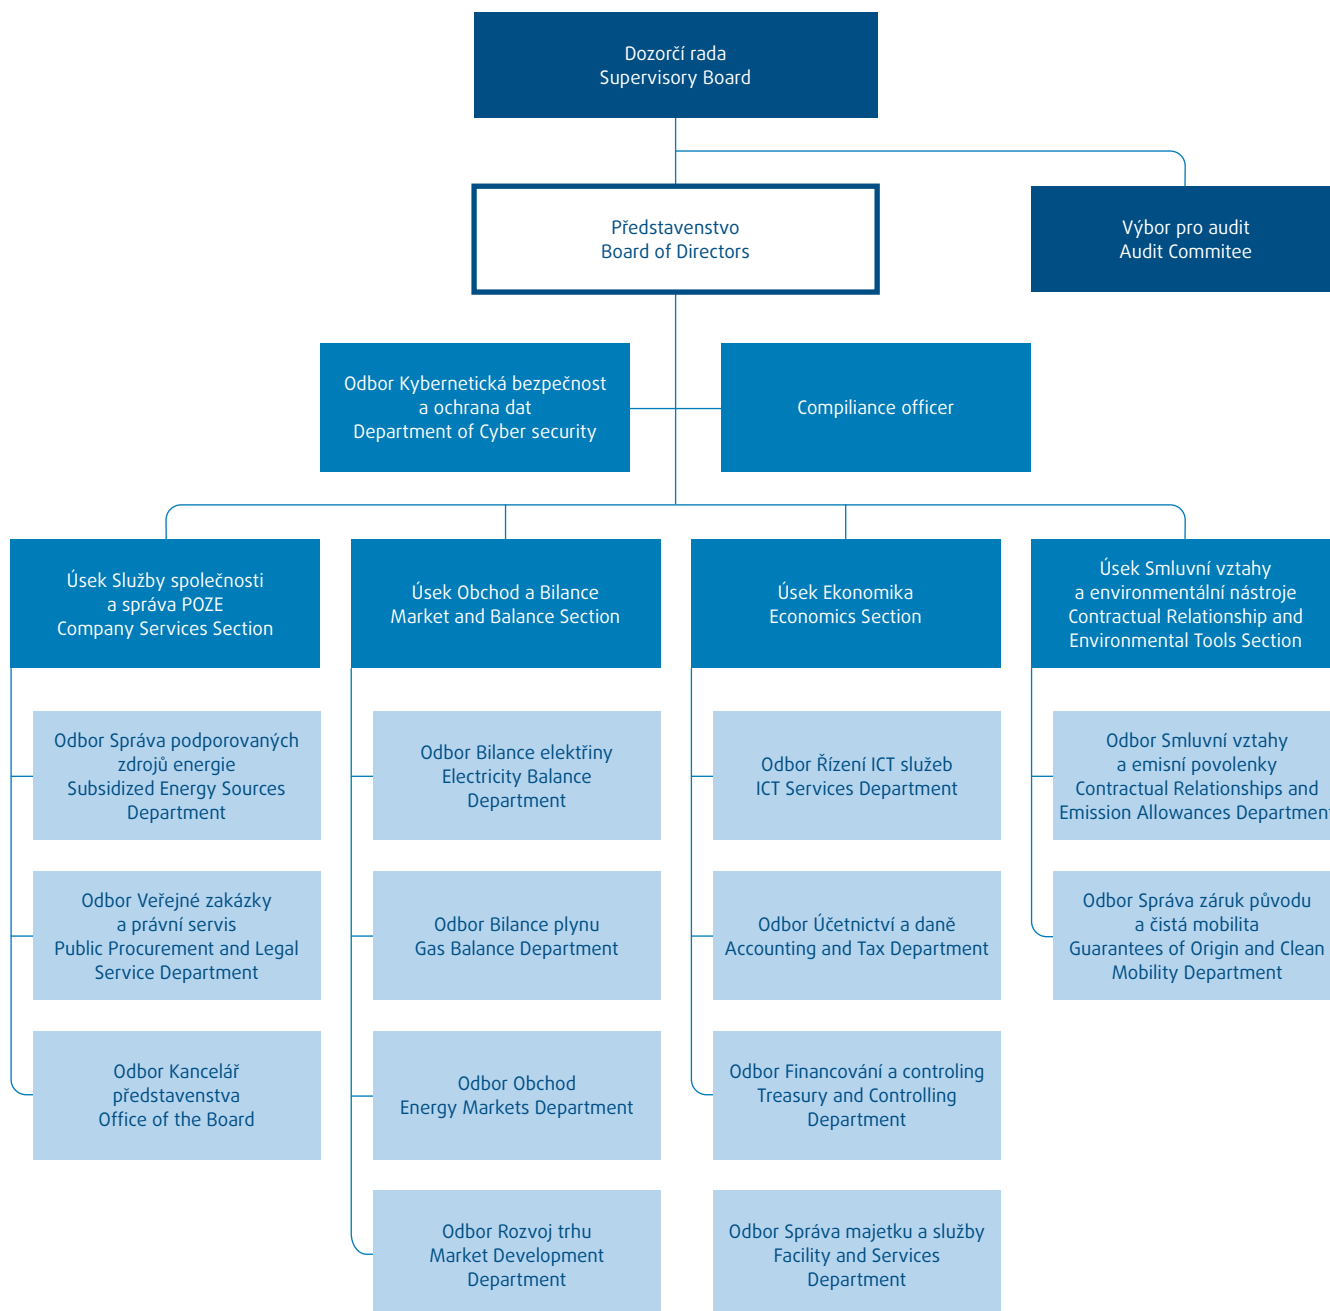 Dozorčí rada
Supervisory Board
Představenstvo
Board of Directors
Výbor pro audit
Audit Commitee
Odbor Kybernetická bezpečnost
a ochrana dat
Department of Cyber security
Compiliance officer
Úsek Služby společnosti
a správa POZE
Company Services Section
Úsek Obchod a Bilance
Market and Balance Section
Úsek Ekonomika
Economics Section
Úsek Smluvní vztahy
a environmentální nástroje
Contractual Relationship and
Environmental Tools Section
Odbor Správa podporovaných
zdrojů energie
Subsidized Energy Sources
Department
Odbor Bilance elektřiny
Electricity Balance
Department
Odbor Řízení ICT služeb
ICT Services Department
Odbor Smluvní vztahy
a emisní povolenky
Contractual Relationships and
Emission Allowances Department
Odbor Veřejné zakázky
a právní servis
Public Procurement and Legal
Service Department
Odbor Bilance plynu
Gas Balance Department
Odbor Účetnictví a daně
Accounting and Tax Department
Odbor Správa záruk původu
a čistá mobilita
Guarantees of Origin and Clean
Mobility Department
Odbor Kancelář
představenstva
Office of the Board
Odbor Obchod
Energy Markets Department
Odbor Financování a controling
Treasury and Controlling
Department
Odbor Rozvoj trhu
Market Development
Department
Odbor Správa majetku a služby
Facility and Services
Department